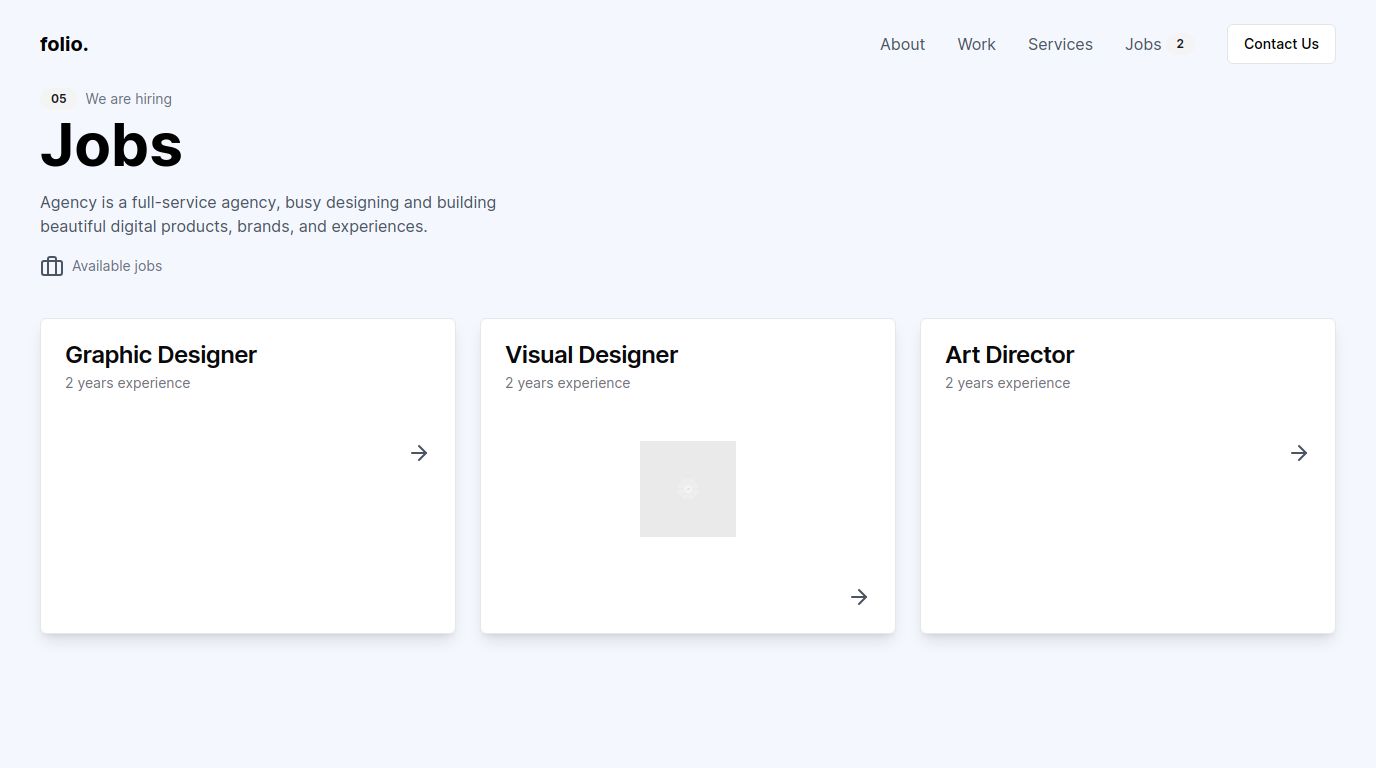 folio.
About
Work
Services
Jobs 2
Contact Us
05 We are hiring
Jobs
Agency is a full-service agency, busy designing and building
beautiful digital products, brands, and experiences.
Available jobs
Graphic Designer
2 years experience
Visual Designer
2 years experience
Art Director
2 years experience